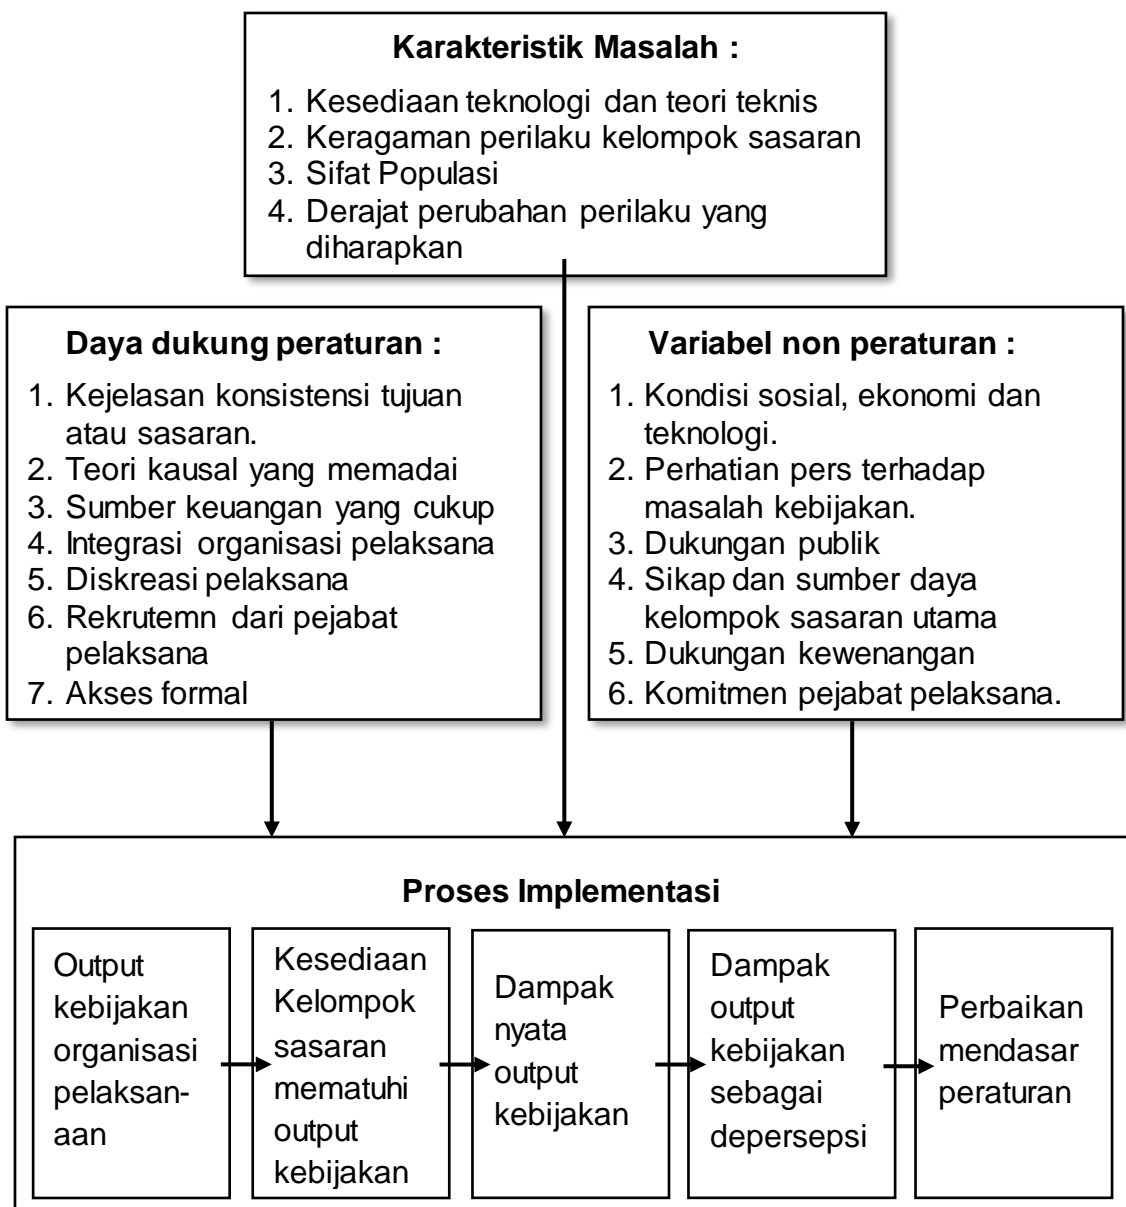 Karakteristik Masalah :
1. Kesediaan teknologi dan teori teknis
2. Keragaman perilaku kelompok sasaran
3. Sifat Populasi
4. Derajat perubahan perilaku yang
diharapkan
Daya dukung peraturan :
1. Kejelasan konsistensi tujuan
atau sasaran.
2. Teori kausal yang memadai
3. Sumber keuangan yang cukup
4. Integrasi organisasi pelaksana
5. Diskreasi pelaksana
6. Rekrutemn dari pejabat
pelaksana
7. Akses formal
Variabel non peraturan :
1. Kondisi sosial, ekonomi dan
teknologi.
2. Perhatian pers terhadap
masalah kebijakan.
3. Dukungan publik
4. Sikap dan sumber daya
kelompok sasaran utama
5. Dukungan kewenangan
6. Komitmen pejabat pelaksana.
Proses Implementasi
Output
kebijakan
organisasi
pelaksan-
aan
Kesediaan
Kelompok
sasaran
mematuhi
output
kebijakan
Dampak
nyata
output
kebijakan
Dampak
output
kebijakan
sebagai
depersepsi
Perbaikan
mendasar
peraturan